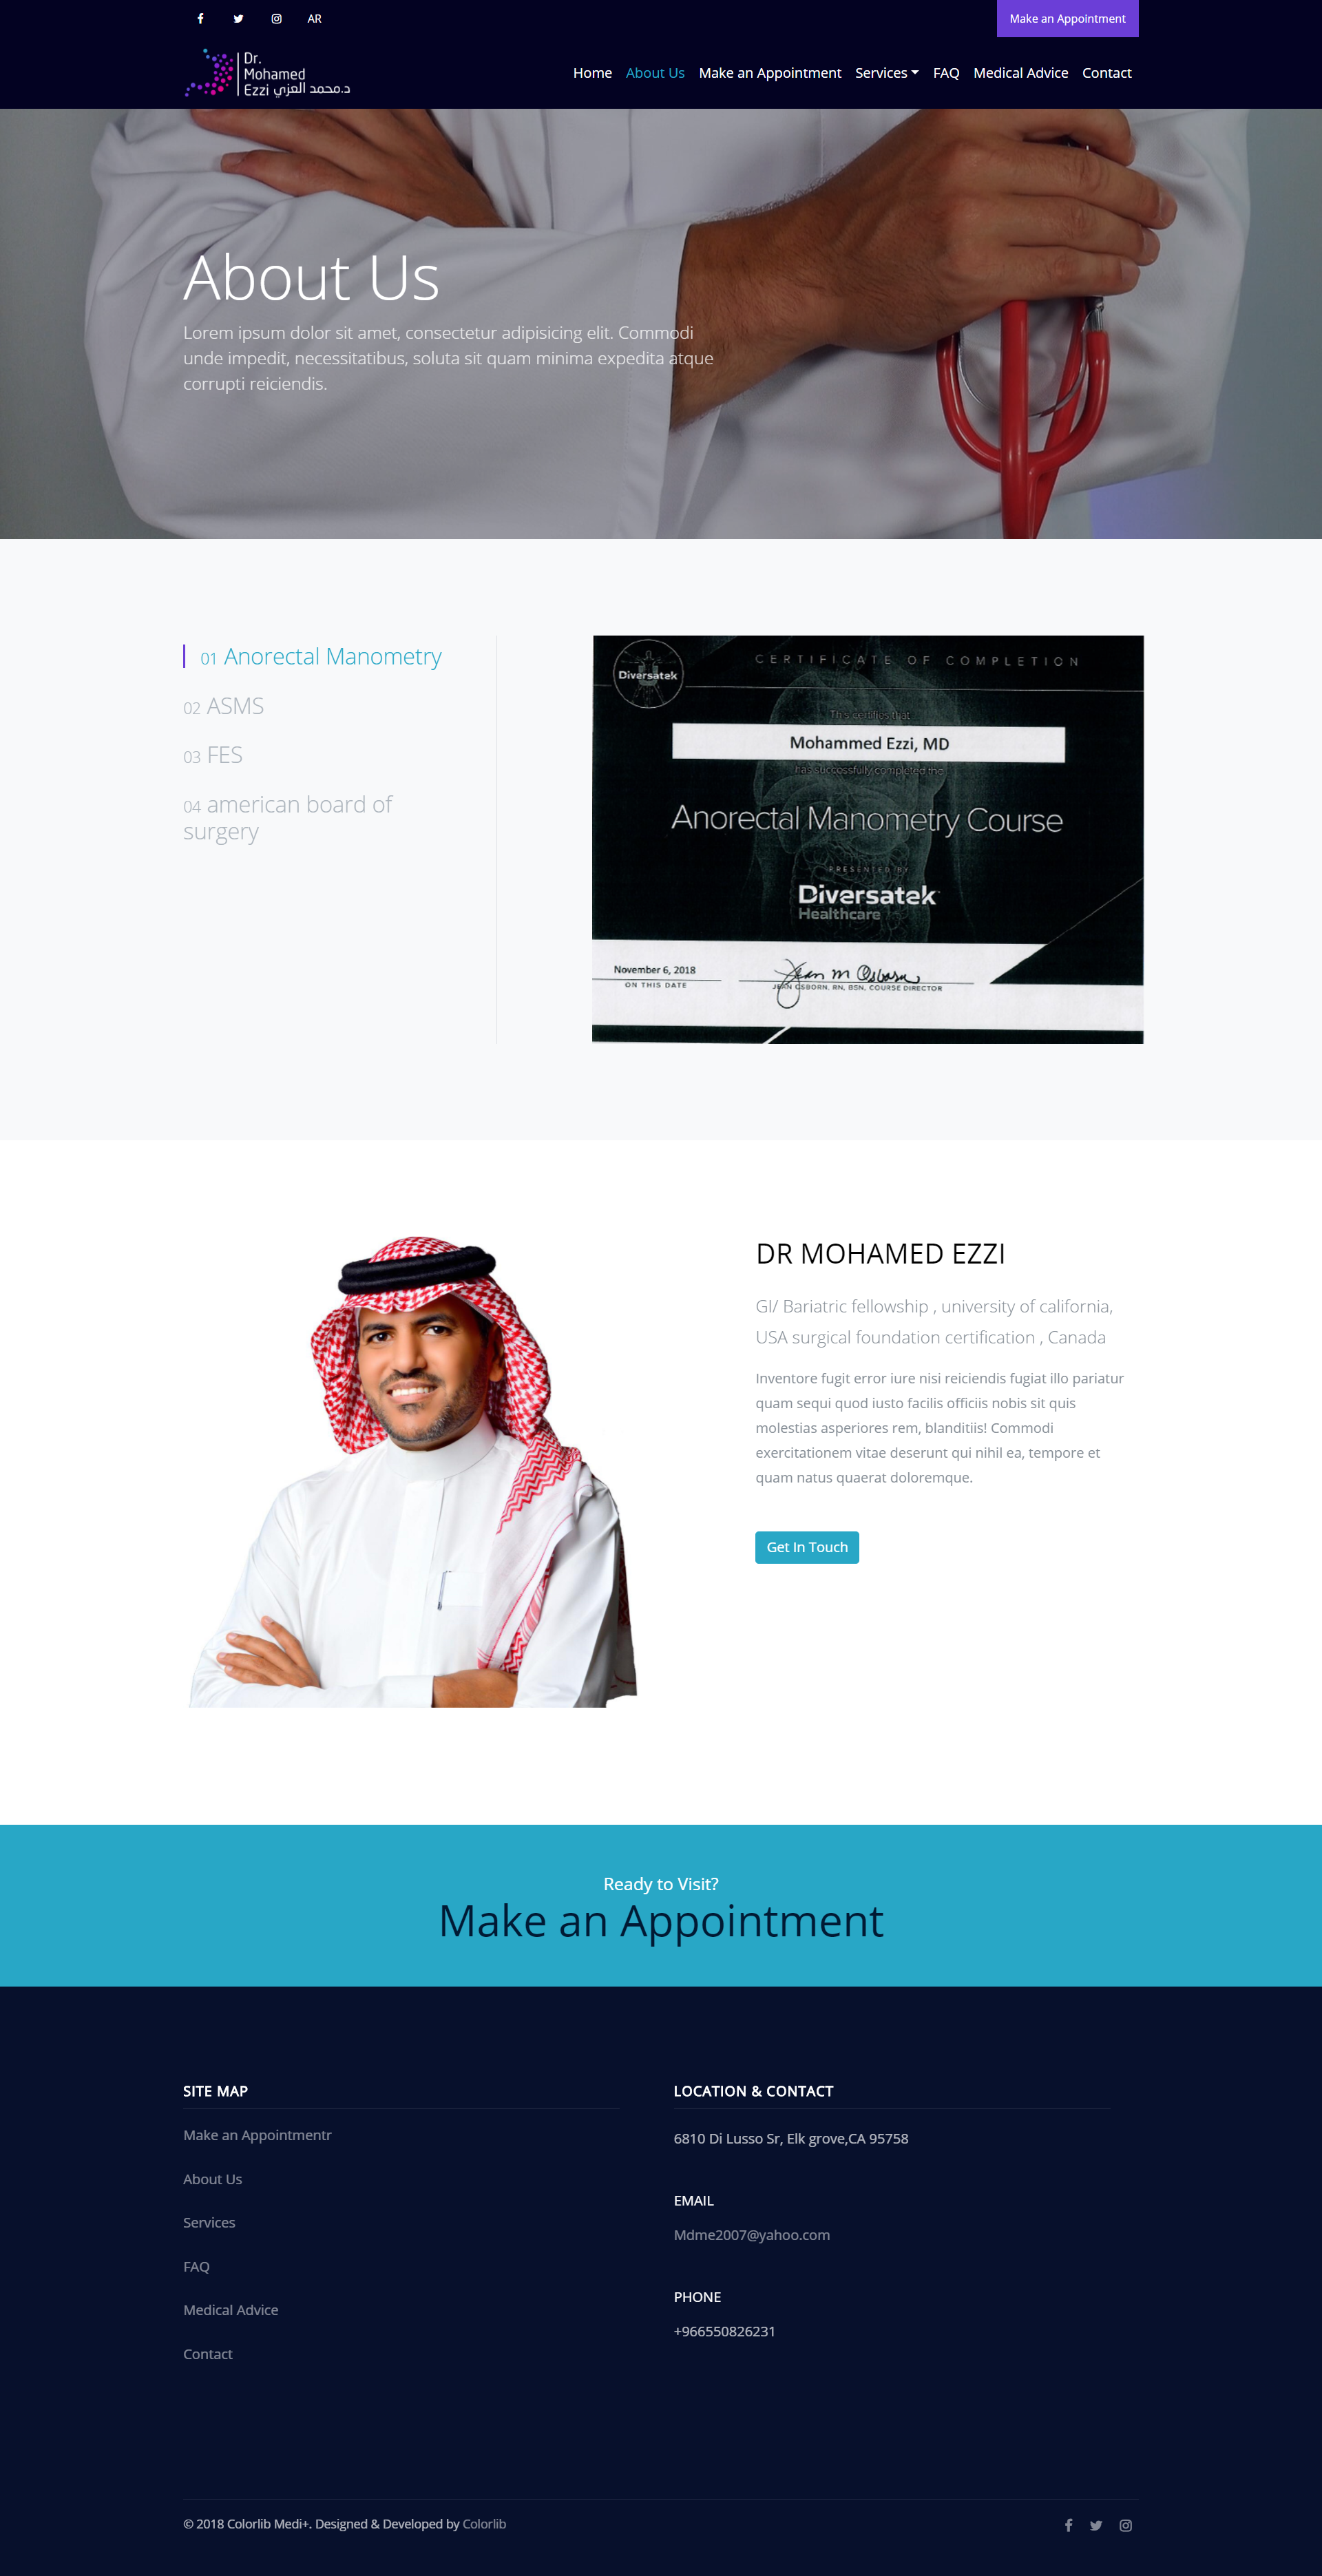 AR
Make an Appointment
Dr.
Mohamed
Ezzi د.محمد العزي
Home About Us Make an Appointment Services FAQ Medical Advice Contact
About Us
Lorem ipsum dolor sit amet, consectetur adipisicing elit. Commodi
unde impedit, necessitatibus, soluta sit quam minima expedita atque
corrupti reiciendis.
01 Anorectal Manometry
02 ASMS
03 FES
04 american board of
surgery
CERTIFICATE OF COMPLETION
Diversatek
This certifies that
Mohammed Ezzi, MD
has successfully completed the
Anorectal Manometry Course
PRESENTED BY
Diversatek
Healthcare
November 6, 2018
ON THIS DATE
Jean M Osborn
JEAN OSBORN, RN, BSN, COURSE DIRECTOR
DR MOHAMED EZZI
GI/ Bariatric fellowship , university of california,
USA surgical foundation certification , Canada
Inventore fugit error iure nisi reiciendis fugiat illo pariatur
quam sequi quod iusto facilis officiis nobis sit quis
molestias asperiores rem, blanditiis! Commodi
exercitationem vitae deserunt qui nihil ea, tempore et
quam natus quaerat doloremque.
Get In Touch
Ready to Visit?
Make an Appointment
SITE MAP
Make an Appointmentr
About Us
Services
FAQ
Medical Advice
Contact
LOCATION & CONTACT
6810 Di Lusso Sr, Elk grove,CA 95758
EMAIL
Mdme2007@yahoo.com
PHONE
+966550826231
© 2018 Colorlib Medi+. Designed & Developed by Colorlib